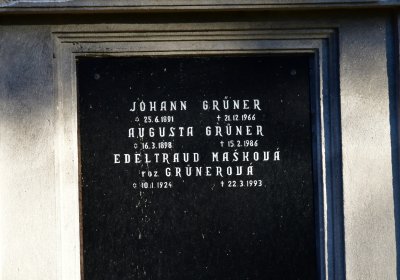 JOHANN GRÜNER
☆ 25.6.1891 † 21.12.1966
AUGUSTA GRÜNER
☆ 16.3.1898 † 15.2.1986
EDELTRAUD MAŠKOVÁ
roz. GRÜNEROVÁ
☆ 10.1.1924 † 22.3.1993